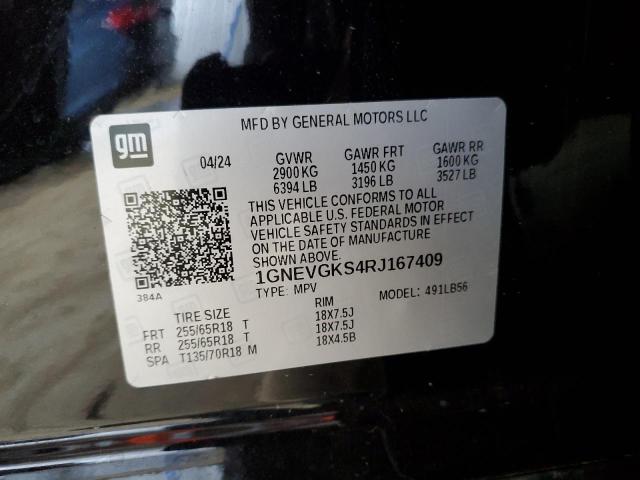 MFD BY GENERAL MOTORS LLC
gm
04/24 GVWR GAWR FRT GAWR RR
2900 KG 1450 KG 1600 KG
6394 LB 3196 LB 3527 LB
THIS VEHICLE CONFORMS TO ALL
APPLICABLE U.S. FEDERAL MOTOR
VEHICLE SAFETY STANDARDS IN EFFECT
ON THE DATE OF MANUFACTURE
SHOWN ABOVE.
1GNEVGKS4RJ167409
384A
TYPE: MPV MODEL: 491LB56
TIRE SIZE RIM
FRT 255/65R18 T 18X7.5J
RR 255/65R18 T 18X7.5J
SPA T135/70R18 M 18X4.5B